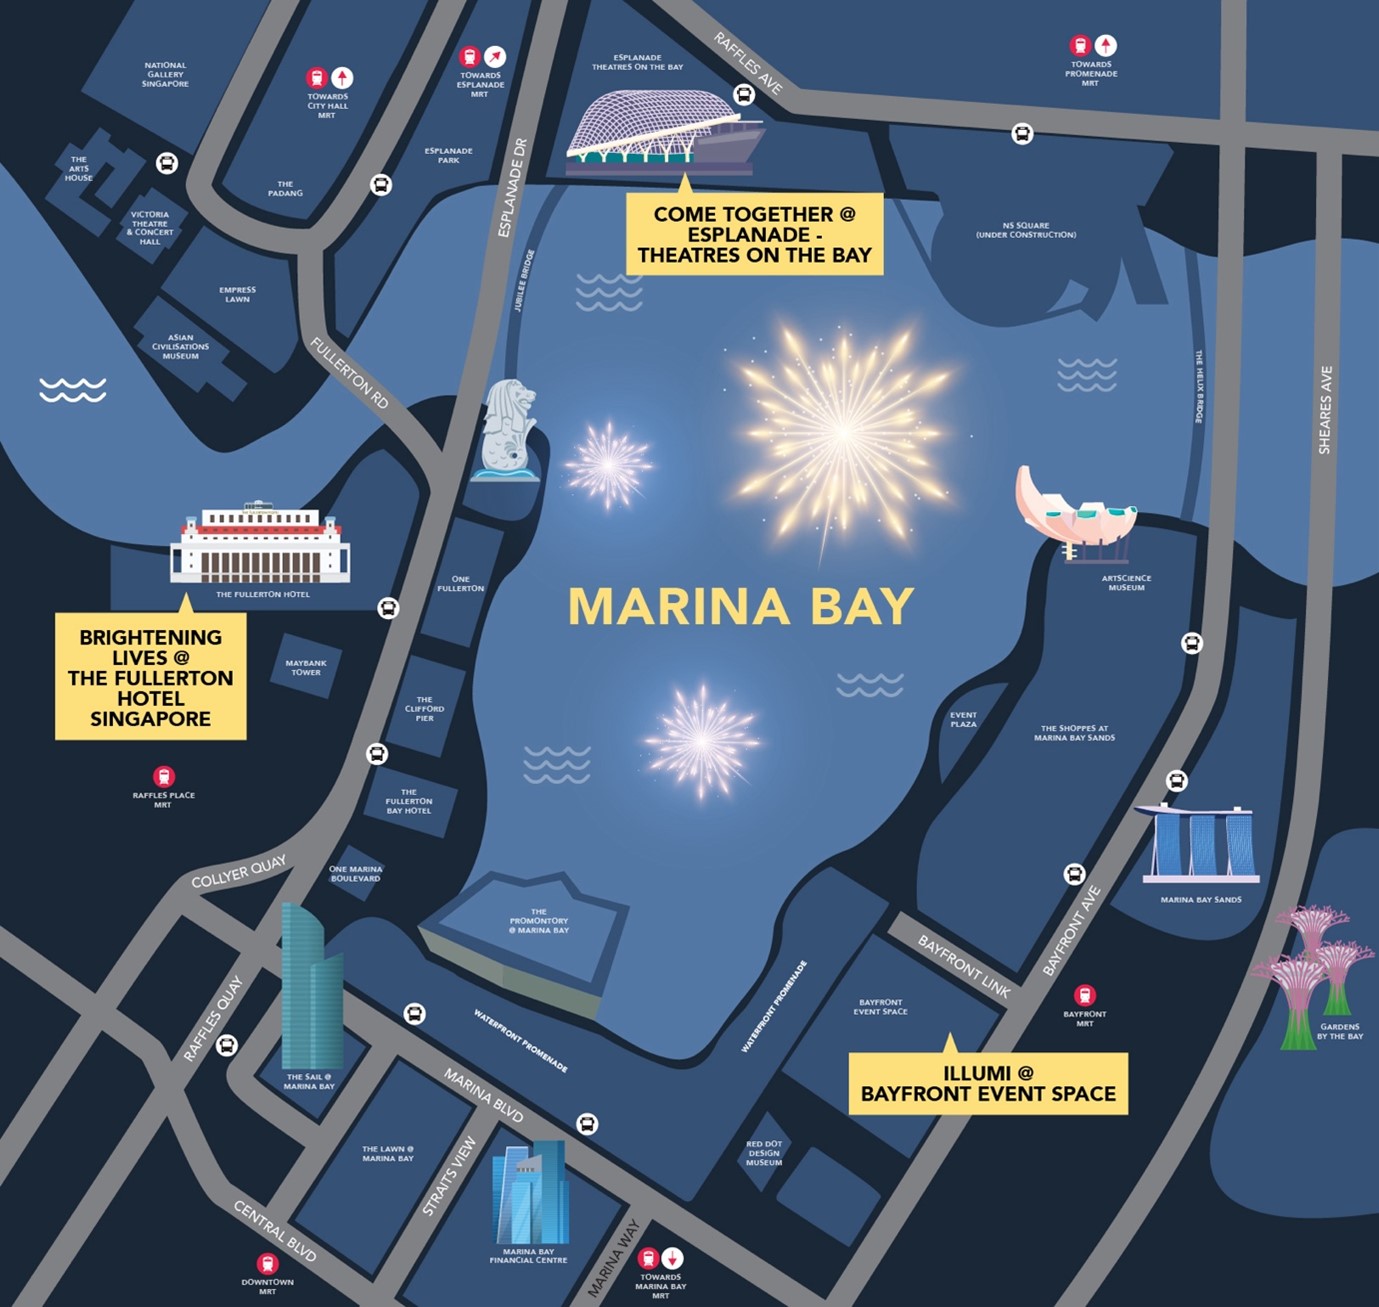 NATIONAL
GALLERY
SINGAPORE
TOWARDS
CITY HALL
MRT
TOWARDS
ESPLANADE
MRT
ESPLANADE
THEATRES ON THE BAY
RAFFLES AVE
TOWARDS
PROMENADE
MRT
THE
ARTS
HOUSE
THE
PADANG
ESPLANADE
PARK
ESPLANADE DR
VICTORIA
THEATRE
& CONCERT
HALL
COME TOGETHER @
ESPLANADE -
THEATRES ON THE BAY
NS SQUARE
(UNDER CONSTRUCTION)
EMPRESS
LAWN
JUBILEE BRIDGE
ASIAN
CIVILISATIONS
MUSEUM
FULLERTON RD
THE HELIX BRIDGE
SHEARES AVE
THE FULLERTON HOTEL
ONE
FULLERTON
MARINA BAY
ARTSCIENCE
MUSEUM
BRIGHTENING
LIVES @
THE FULLERTON
HOTEL
SINGAPORE
MAYBANK
TOWER
THE
CLIFFORD
PIER
EVENT
PLAZA
THE SHOPPES AT
MARINA BAY SANDS
RAFFLES PLACE
MRT
THE
FULLERTON
BAY HOTEL
COLLYER QUAY
ONE MARINA
BOULEVARD
MARINA BAY SANDS
THE
PROMONTORY
@ MARINA BAY
BAYFRONT AVE
BAYFRONT LINK
RAFFLES QUAY
WATERFRONT PROMENADE
WATERFRONT PROMENADE
BAYFRONT
EVENT SPACE
BAYFRONT
MRT
GARDENS
BY THE BAY
ILLUMI @
BAYFRONT EVENT SPACE
THE SAIL @
MARINA BAY
MARINA BLVD
THE LAWN @
MARINA BAY
STRAITS VIEW
RED DOT
DESIGN
MUSEUM
CENTRAL BLVD
MARINA BAY
FINANCIAL CENTRE
MARINA WAY
DOWNTOWN
MRT
TOWARDS
MARINA BAY
MRT